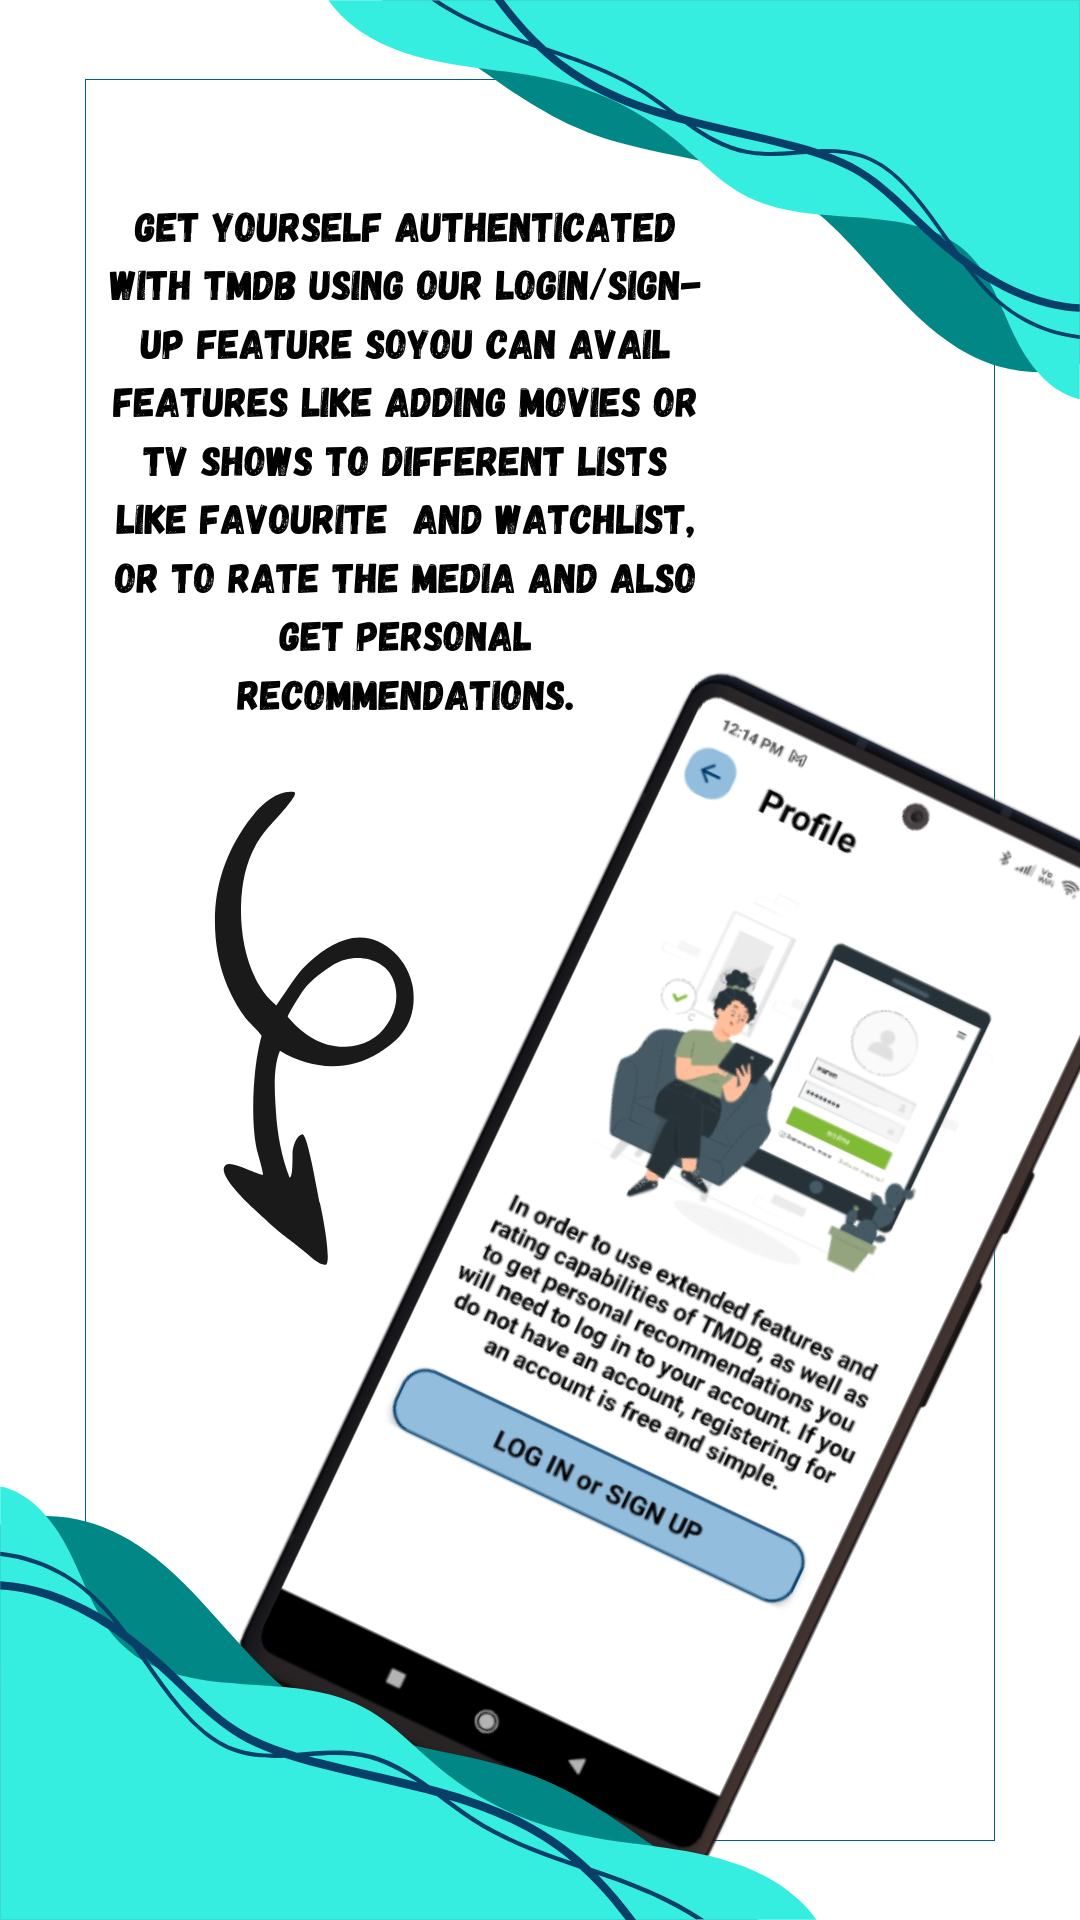 GET YOURSELF AUTHENTICATED
WITH TMDB USING OUR LOGIN/SIGN-
UP FEATURE SOYOU CAN AVAIL
FEATURES LIKE ADDING MOVIES OR
TV SHOWS TO DIFFERENT LISTS
LIKE FAVOURITE  AND WATCHLIST,
OR TO RATE THE MEDIA AND ALSO
GET PERSONAL
RECOMMENDATIONS.
12:14 PM
Vo
WiFi
Profile
In order to use extended features and
rating capabilities of TMDB, as well as
to get personal recommendations you
will need to log in to your account. If you
do not have an account, registering for
an account is free and simple.
LOG IN or SIGN UP